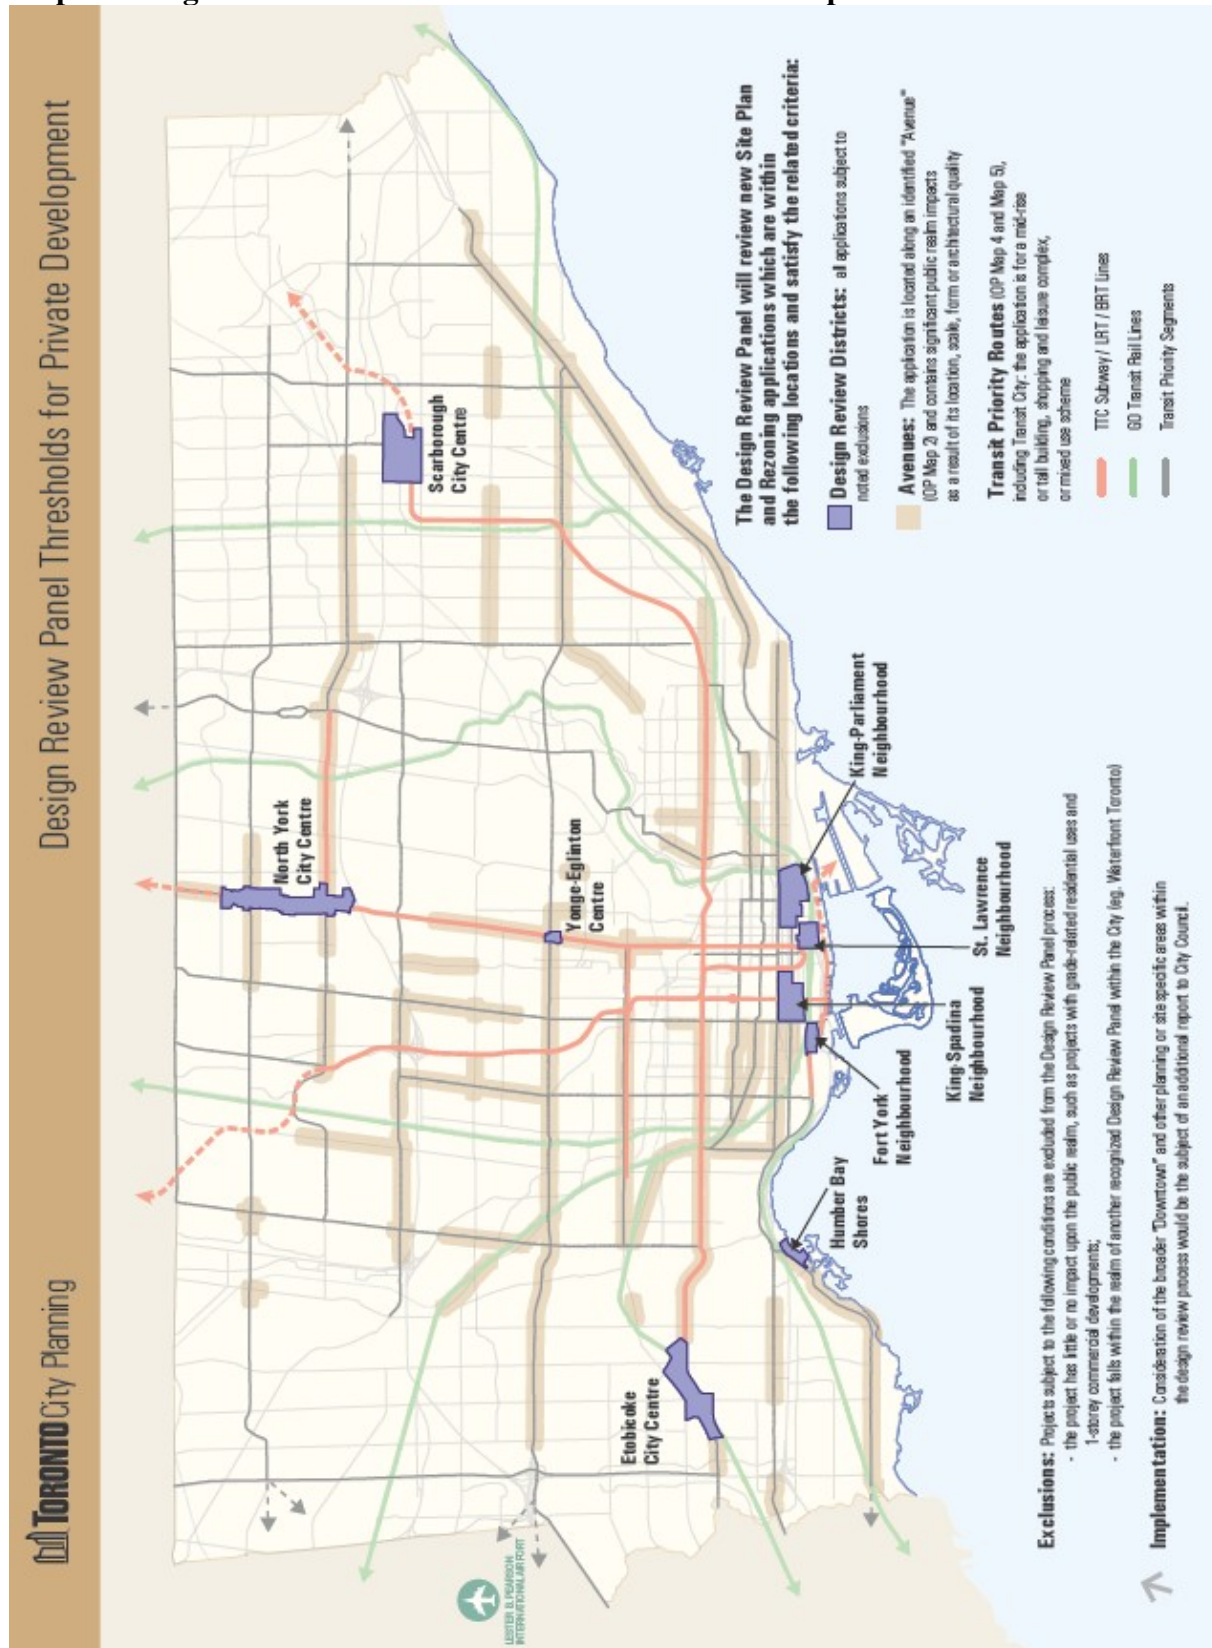 TORONTO City Planning
Design Review Panel Thresholds for Private Development
LESTER B. PEARSON
INTERNATIONAL AIRPORT
Etobicoke
City Centre
Humber Bay
Shores
Fort York
Neighbourhood
King-Spadina
Neighbourhood
St. Lawrence
Neighbourhood
King-Parliament
Neighbourhood
Yonge-Eglinton
Centre
North York
City Centre
Scarborough
City Centre
The Design Review Panel will review new Site Plan
and Rezoning applications which are within
the following locations and satisfy the related criteria:
Design Review Districts: all applications subject to
noted exclusions
Avenues: The application is located along an identified "Avenue"
(OP Map 2) and contains significant public realm impacts
as a result of its location, scale, form or architectural quality
Transit Priority Routes (OP Map 4 and Map 5),
including Transit City: the application is for a mid-rise
or tall building, shopping and leisure complex,
or mixed use scheme
TTC Subway / LRT / BRT Lines
GO Transit Rail Lines
Transit Priority Segments
Exclusions: Projects subject to the following conditions are excluded from the Design Review Panel process:
- the project has little or no impact upon the public realm, such as projects with grade-related residential uses and
1-storey commercial developments;
- the project falls within the realm of another recognized Design Review Panel within the City (eg. Waterfront Toronto)
Implementation: Consideration of the broader "Downtown" and other planning or site specific areas within
the design review process would be the subject of an additional report to City Council.